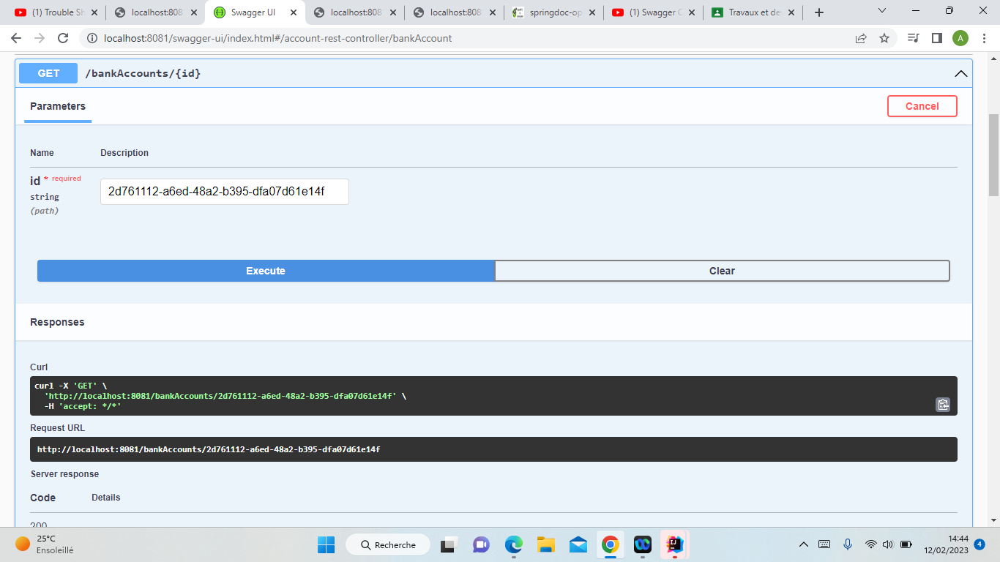 (1) Trouble Sh
localhost:808
Swagger UI
localhost:808
localhost:808
springdoc-op
(1) Swagger
Travaux et de
localhost:8081/swagger-ui/index.html#/account-rest-controller/bankAccount
A
GET /bankAccounts/{id}
Parameters
Cancel
Name Description
id * required
string
(path)
2d761112-a6ed-48a2-b395-dfa07d61e14f
Execute
Clear
Responses
Curl
curl -X 'GET' \
'http://localhost:8081/bankAccounts/2d761112-a6ed-48a2-b395-dfa07d61e14f' \
-H 'accept: */*'
Request URL
http://localhost:8081/bankAccounts/2d761112-a6ed-48a2-b395-dfa07d61e14f
Server response
Code Details
200
25°C
Ensoleillé
Recherche
14:44
12/02/2023
4